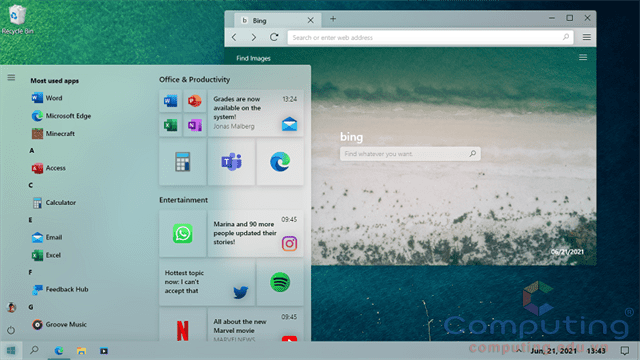 Recycle Bin
Bing
Search or enter web address
Find Images
bing
Find whatever you want
06/21/2021
Most used apps
Word
Microsoft Edge
Minecraft
A
Access
C
Calculator
E
Email
Excel
F
Feedback Hub
G
Groove Music
Office & Productivity
Grades are now
available on the
system!
Jonas Malberg
13:24
Entertainment
Marina and 90 more
people updated their
stories!
09:45
Hottest topic
now: I can't
accept that
All about the new
Marvel movie
MARVELNEWS
09:45
Computing
computing.edu.vn
Jun, 21, 2021
13:43